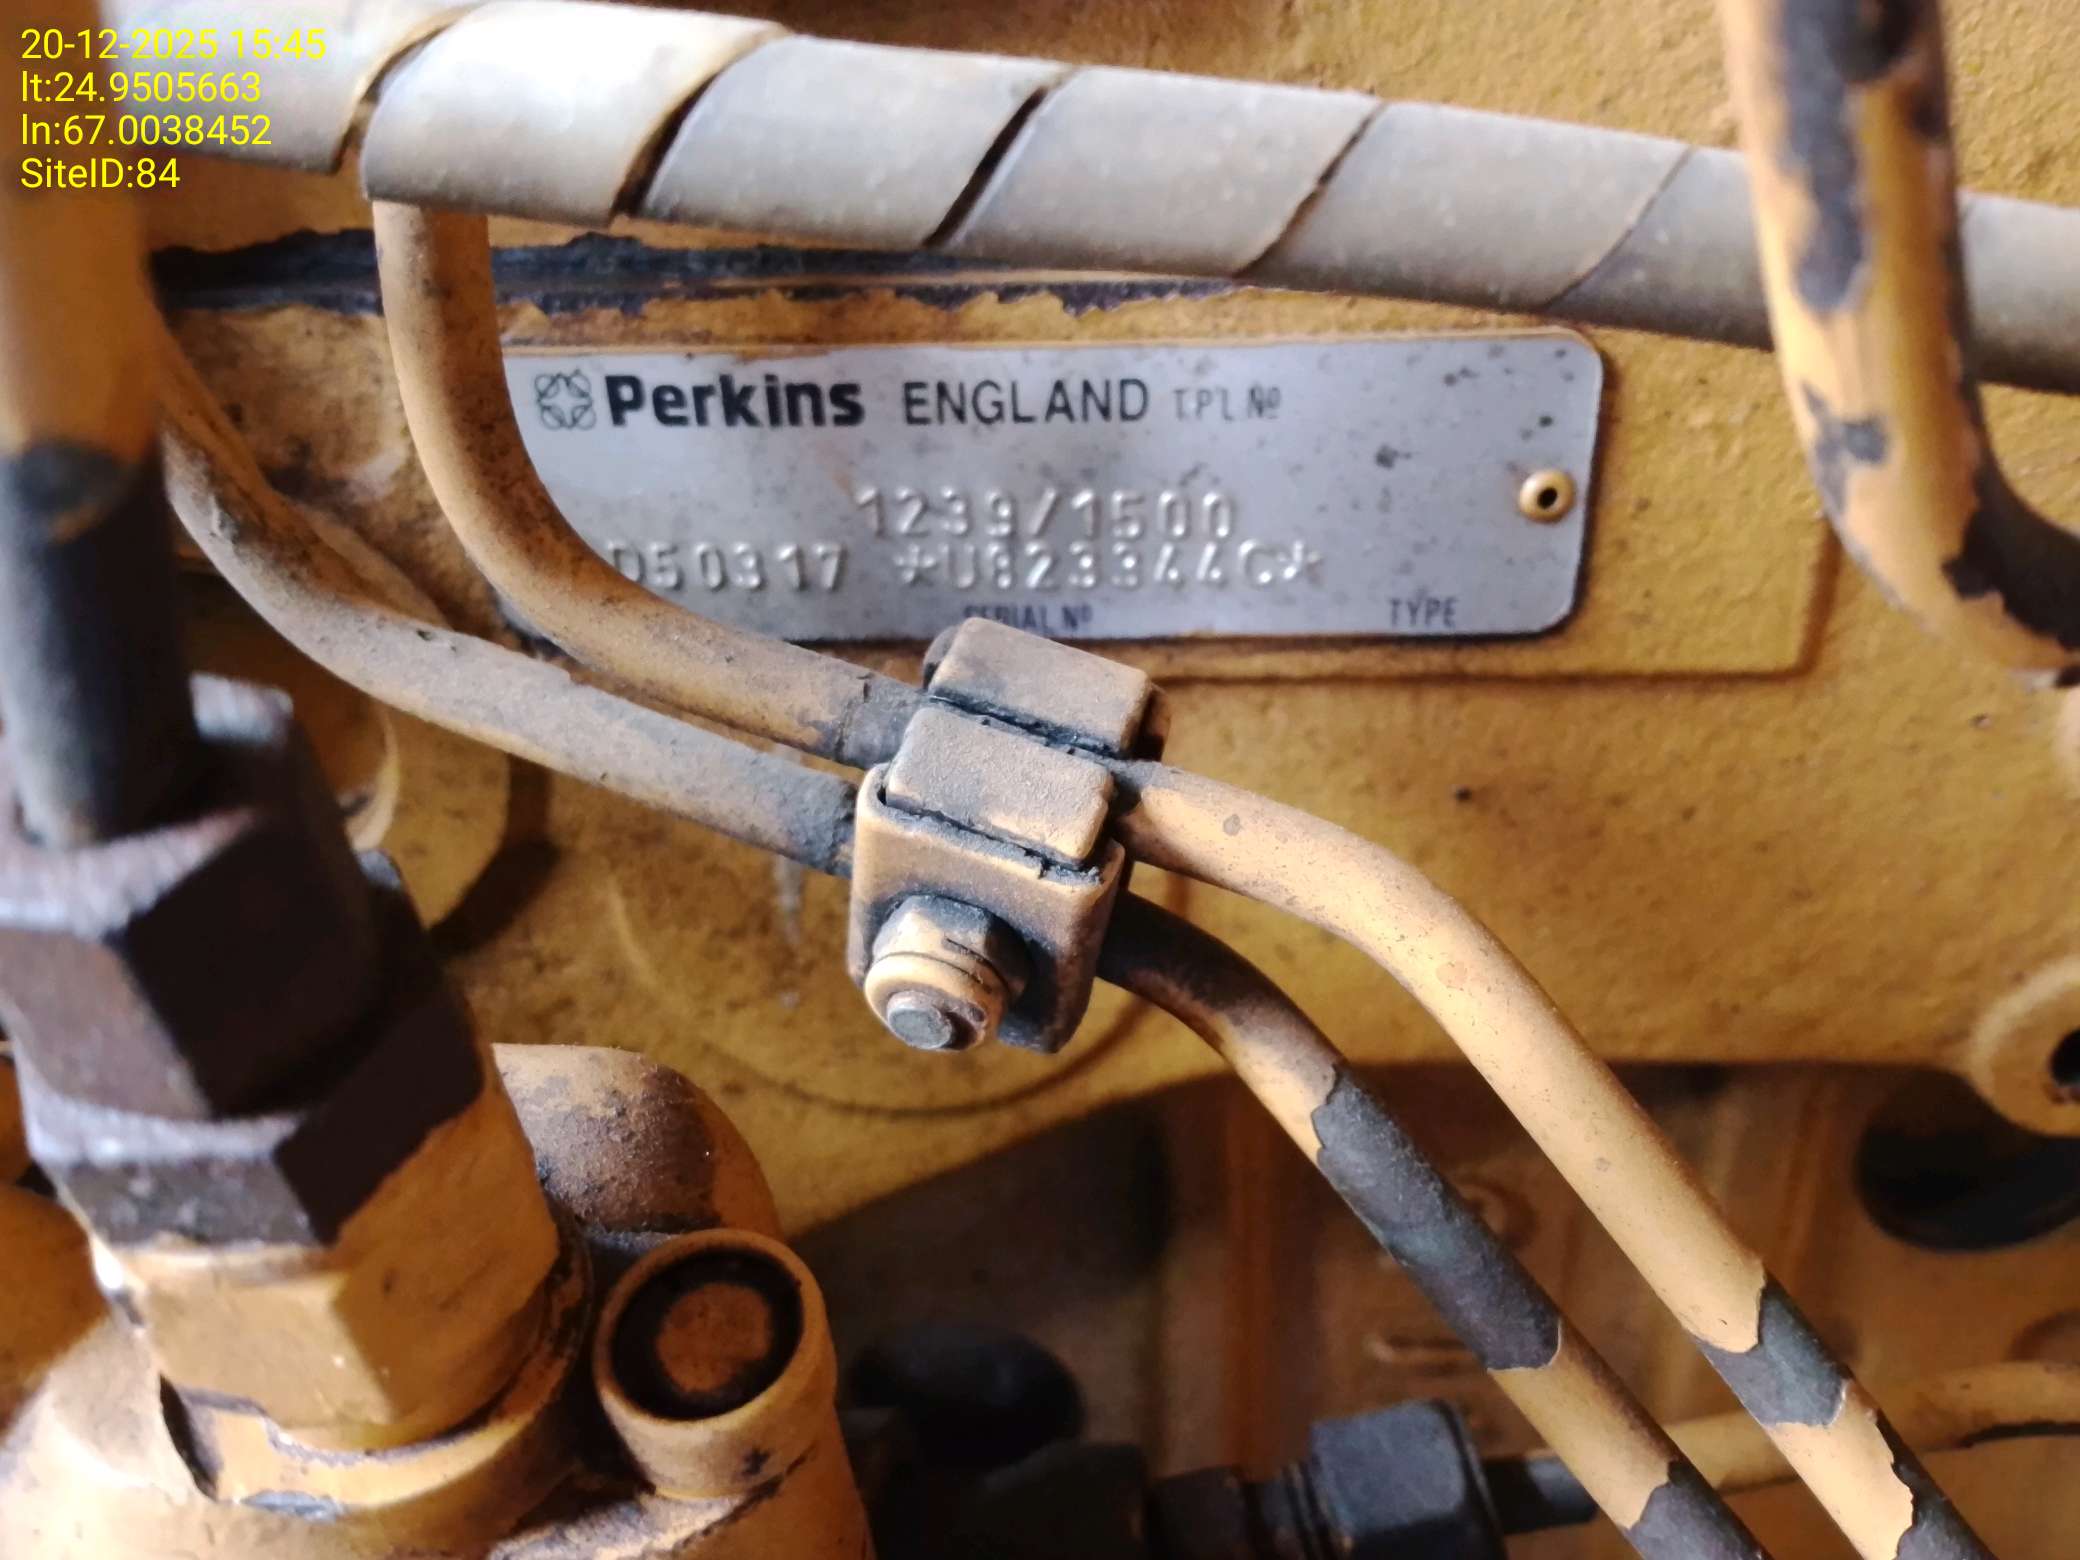 20-12-2025 15:45
lt:24.9505663
ln:67.0038452
SiteID:84
Perkins ENGLAND T.P.L Nº
1239/1500
D50317 *U823344C*
SERIAL Nº TYPE